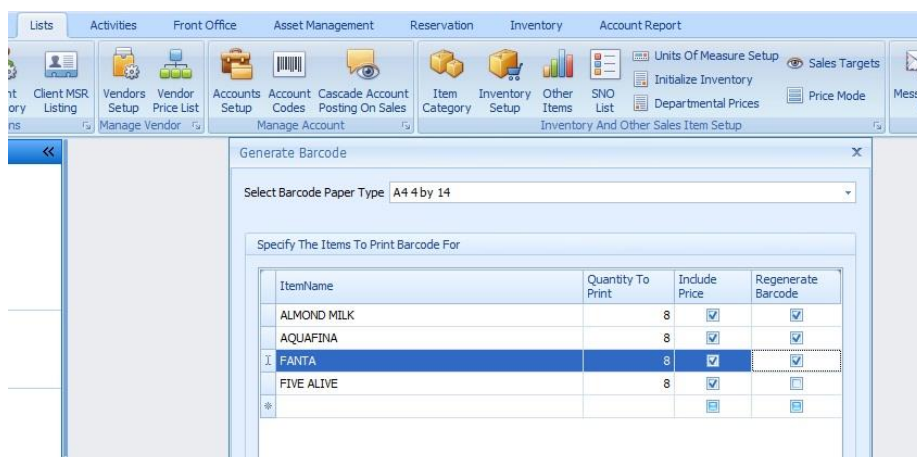 Lists Activities Front Office Asset Management Reservation Inventory Account Report
Client MSR Listing
Vendors Setup
Vendor Price List
Accounts Setup
Account Codes
Cascade Account Posting On Sales
Item Category
Inventory Setup
Other Items
SNO List
Units Of Measure Setup
Initialize Inventory
Departmental Prices
Sales Targets
Price Mode
Manage Vendor Manage Account Inventory And Other Sales Item Setup
Generate Barcode
Select Barcode Paper Type A4 4 by 14
Specify The Items To Print Barcode For
ItemName Quantity To Print Include Price Regenerate Barcode
ALMOND MILK 8
AQUAFINA 8
FANTA 8
FIVE ALIVE 8